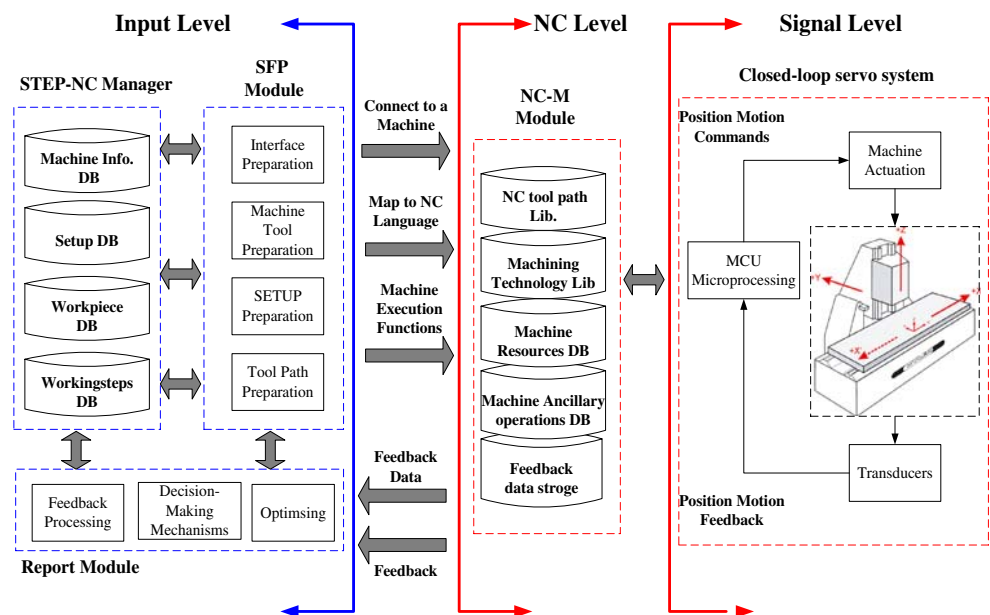 Input Level
NC Level
Signal Level
STEP-NC Manager
SFP
Module
Machine Info.
DB
Setup DB
Workpiece
DB
Workingsteps
DB
Interface
Preparation
Machine
Tool
Preparation
SETUP
Preparation
Tool Path
Preparation
Feedback
Processing
Decision-
Making
Mechanisms
Optimsing
Report Module
Connect to a
Machine
Map to NC
Language
Machine
Execution
Functions
Feedback
Data
Feedback
NC-M
Module
NC tool path
Lib.
Machining
Technology Lib
Machine
Resources DB
Machine Ancillary
operations DB
Feedback
data stroge
Closed-loop servo system
Position Motion
Commands
Machine
Actuation
MCU
Microprocessing
+Z
+Y
+X
Transducers
Position Motion
Feedback